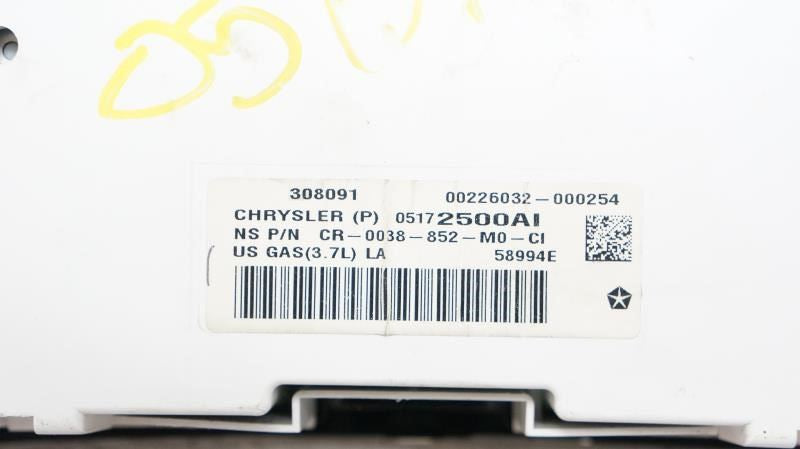 308091 00226032-000254
CHRYSLER (P) 05172500AI
NS P/N CR-0038-852-M0-CI
US GAS(3.7L) LA 58994E